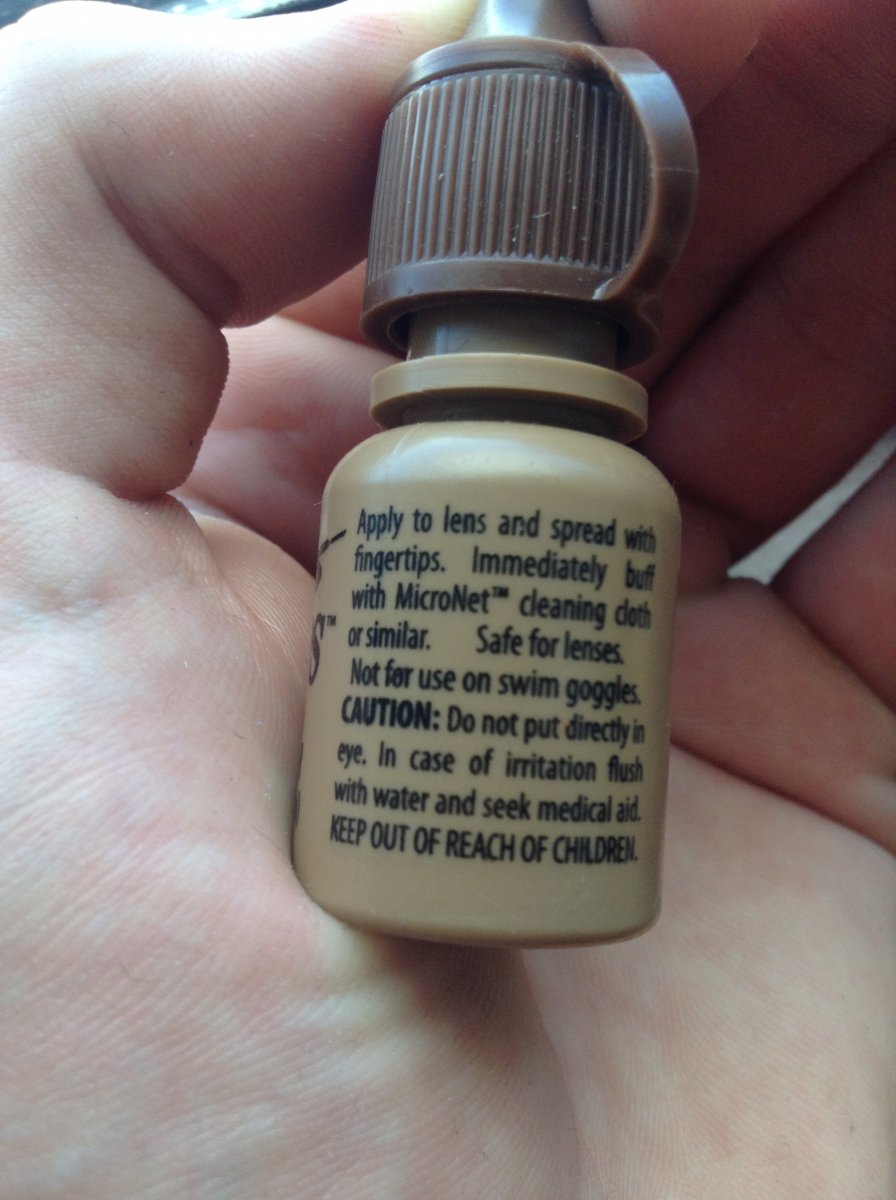 Apply to lens and spread with
fingertips. Immediately buff
with MicroNet™ cleaning cloth
or similar. Safe for lenses.
Not for use on swim goggles.
CAUTION: Do not put directly in
eye. In case of irritation flush
with water and seek medical aid.
KEEP OUT OF REACH OF CHILDREN.
S™